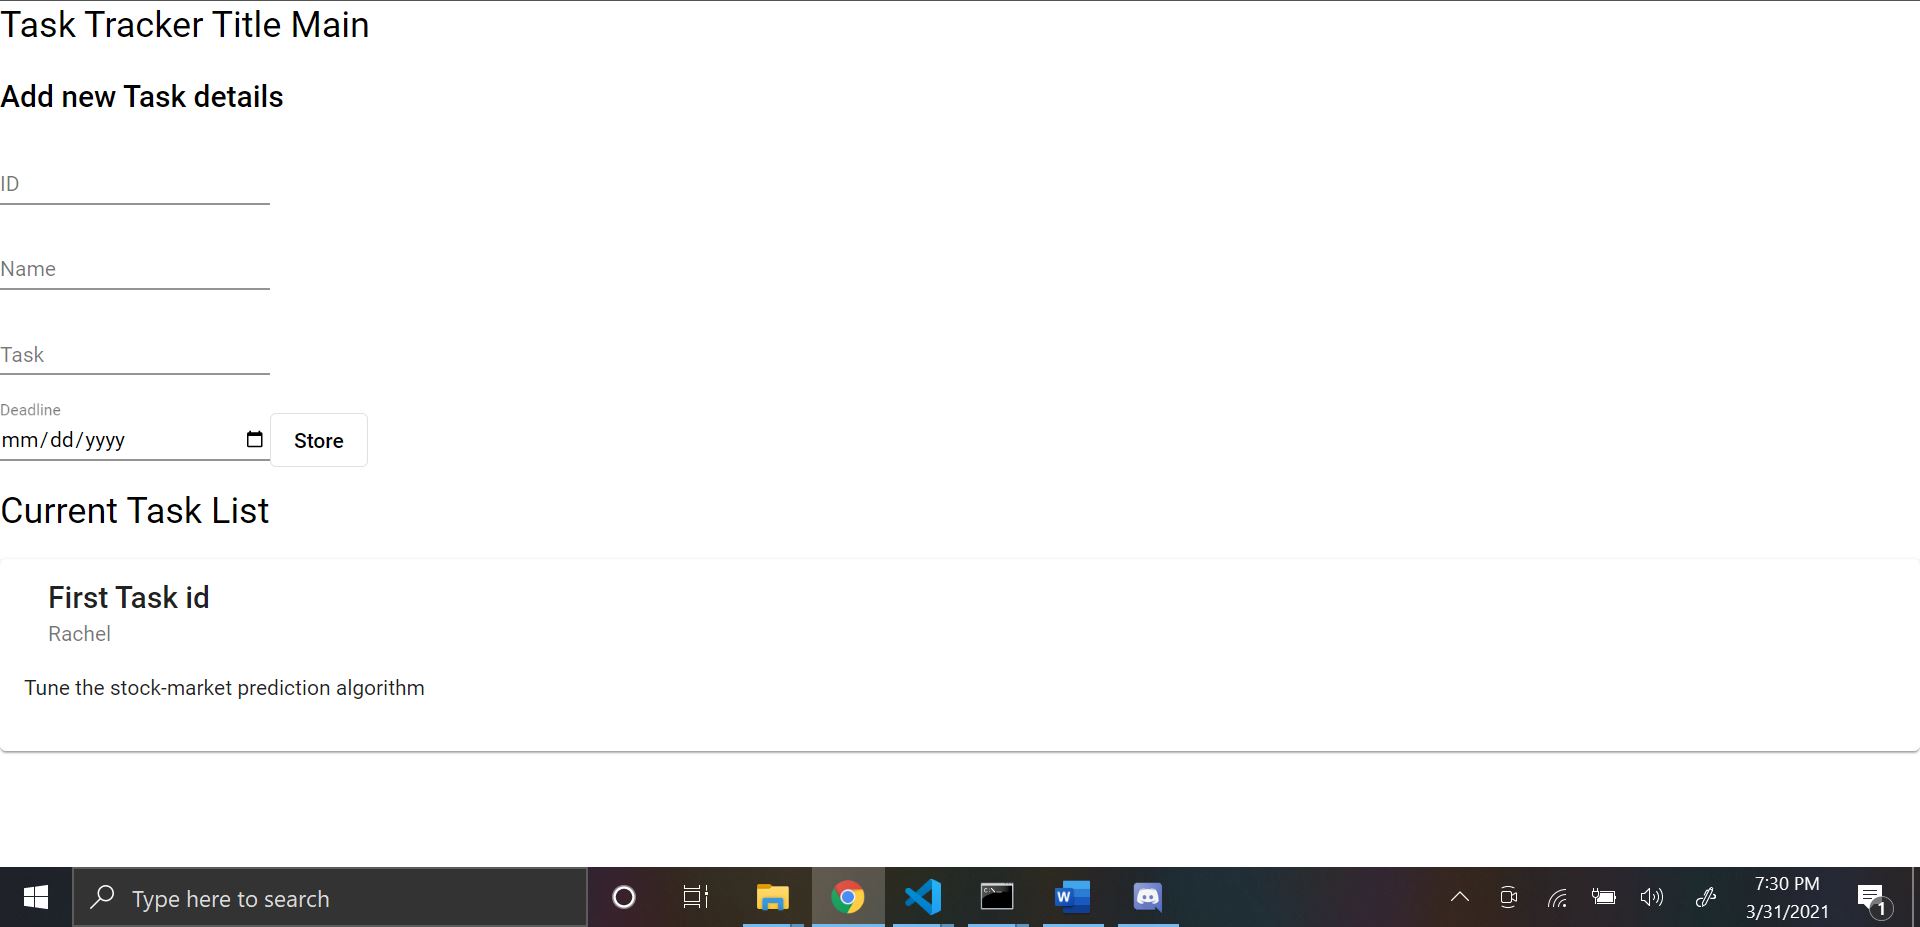 Task Tracker Title Main
Add new Task details
ID
Name
Task
Deadline
mm/dd/yyyy
Store
Current Task List
First Task id
Rachel
Tune the stock-market prediction algorithm
Type here to search
7:30 PM
3/31/2021
1